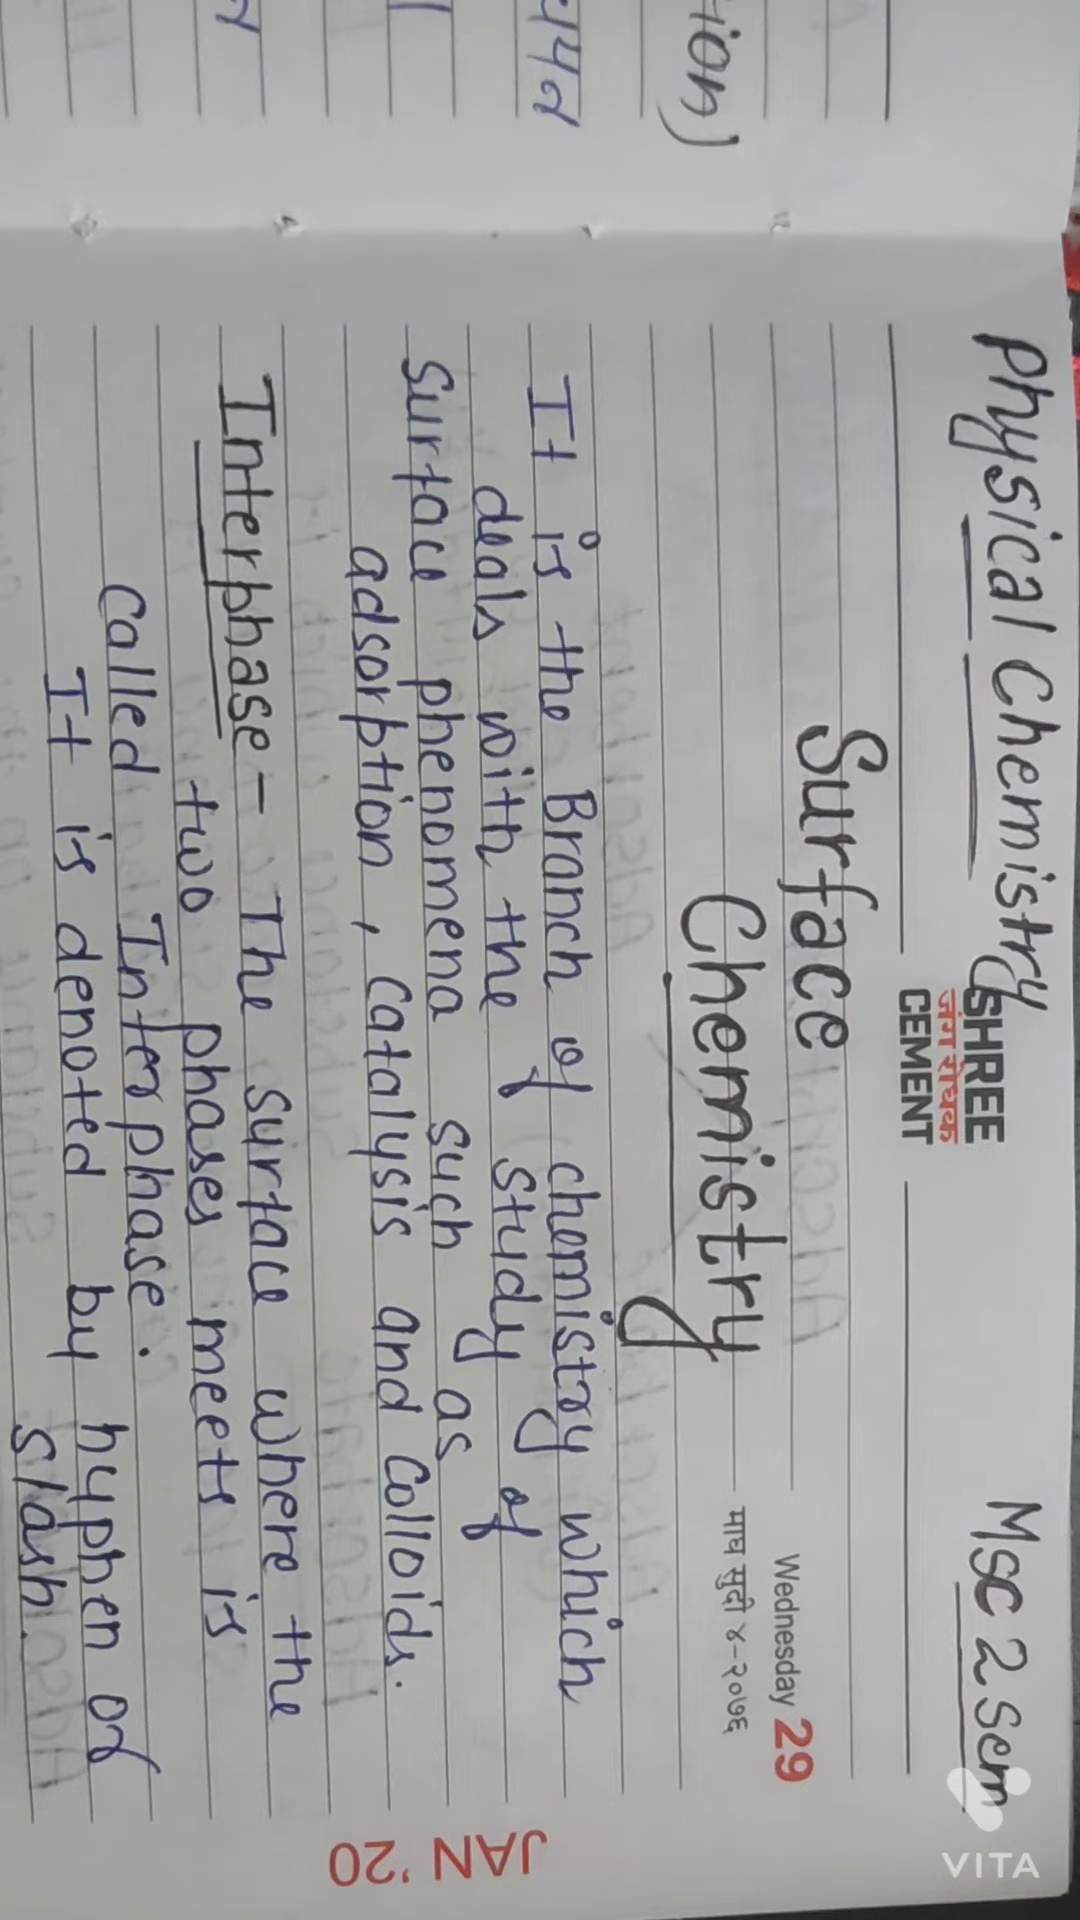 Physical Chemistry
Msc 2 Sem
SHREE
जंग रोधक
CEMENT
Surface
Chemistry
Wednesday 29
माघ सुदी ४-२०७६
It is the Branch of chemistry which
deals with the study of
Surface phenomena such as
adsorption, Catalysis and Colloids.
Interphase - The surface where the
two phases meets is
Called Interphase.
It is denoted by hyphen or
slash.
JAN '20
tion)
VITA